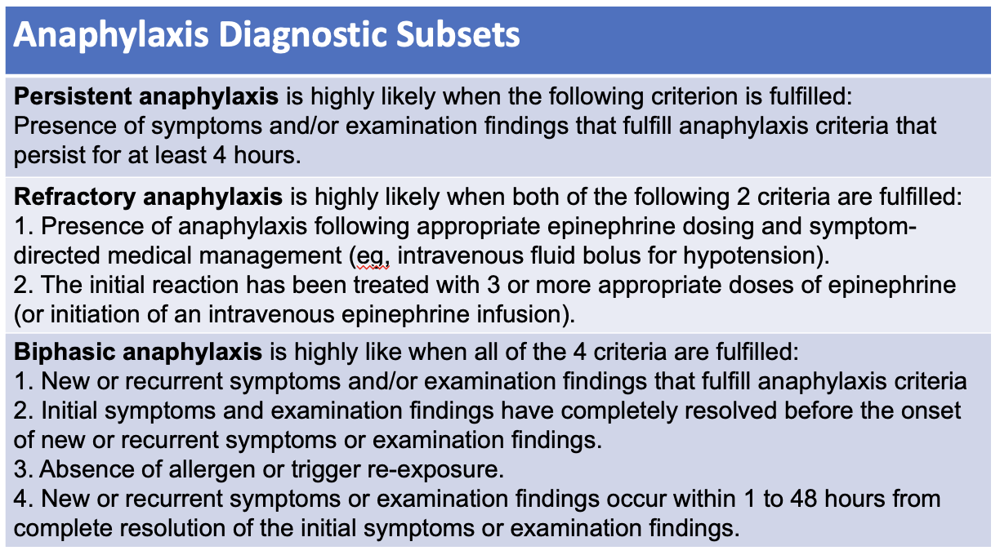 Anaphylaxis Diagnostic Subsets
Persistent anaphylaxis is highly likely when the following criterion is fulfilled:
Presence of symptoms and/or examination findings that fulfill anaphylaxis criteria that
persist for at least 4 hours.
Refractory anaphylaxis is highly likely when both of the following 2 criteria are fulfilled:
1. Presence of anaphylaxis following appropriate epinephrine dosing and symptom-
directed medical management (eg, intravenous fluid bolus for hypotension).
2. The initial reaction has been treated with 3 or more appropriate doses of epinephrine
(or initiation of an intravenous epinephrine infusion).
Biphasic anaphylaxis is highly like when all of the 4 criteria are fulfilled:
1. New or recurrent symptoms and/or examination findings that fulfill anaphylaxis criteria
2. Initial symptoms and examination findings have completely resolved before the onset
of new or recurrent symptoms or examination findings.
3. Absence of allergen or trigger re-exposure.
4. New or recurrent symptoms or examination findings occur within 1 to 48 hours from
complete resolution of the initial symptoms or examination findings.